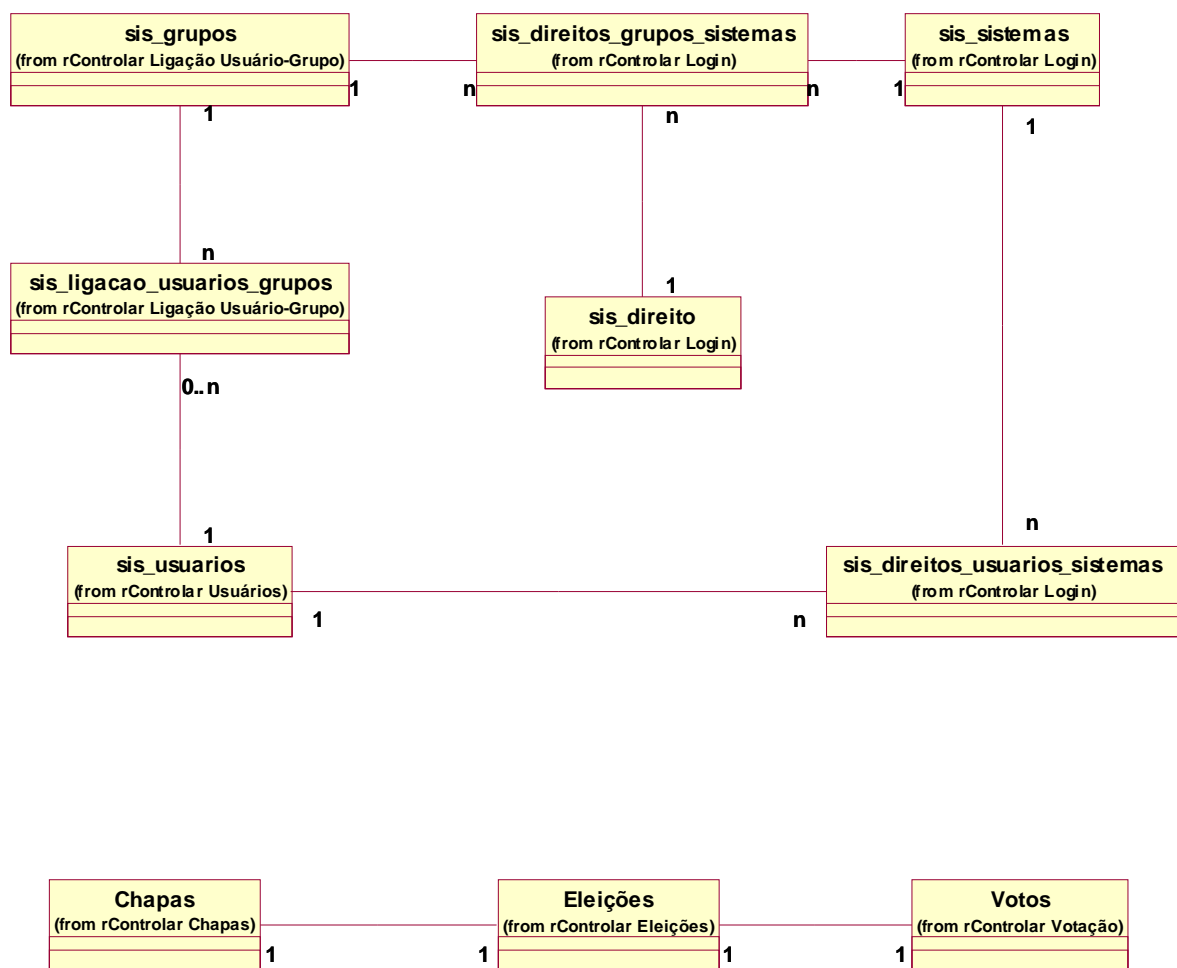 sis_grupos
(from rControlar Ligação Usuário-Grupo)
sis_direitos_grupos_sistemas
(from rControlar Login)
sis_sistemas
(from rControlar Login)
1
n
n
1
1
n
1
n
1
sis_ligacao_usuarios_grupos
(from rControlar Ligação Usuário-Grupo)
sis_direito
(from rControlar Login)
0..n
1
n
sis_usuarios
(from rControlar Usuários)
sis_direitos_usuarios_sistemas
(from rControlar Login)
1
n
Chapas
(from rControlar Chapas)
Eleições
(from rControlar Eleições)
Votos
(from rControlar Votação)
1
1
1
1